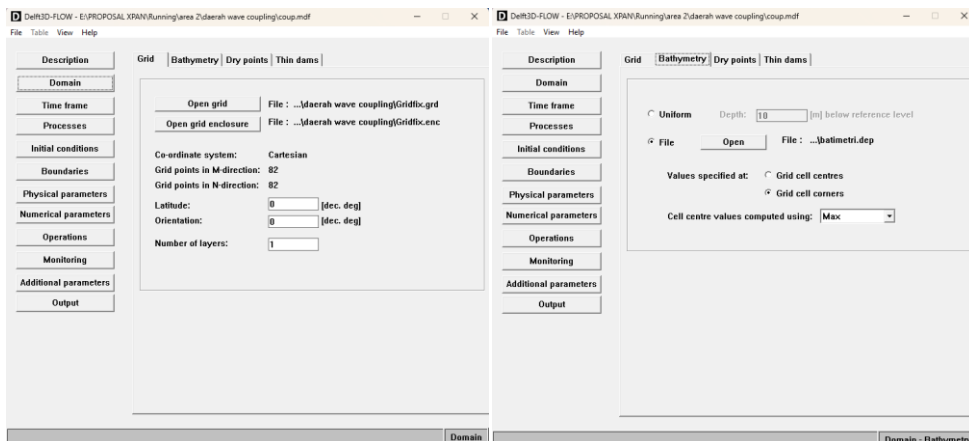 Delft3D-FLOW - E:\PROPOSAL XPAN\Running\area 2\daerah wave coupling\coup.mdf
File Table View Help
Description
Domain
Time frame
Processes
Initial conditions
Boundaries
Physical parameters
Numerical parameters
Operations
Monitoring
Additional parameters
Output
Grid Bathymetry Dry points Thin dams
Open grid File : ...\daerah wave coupling\Gridfix.grd
Open grid enclosure File : ...\daerah wave coupling\Gridfix.enc
Co-ordinate system: Cartesian
Grid points in M-direction: 82
Grid points in N-direction: 82
Latitude: 0 [dec. deg]
Orientation: 0 [dec. deg]
Number of layers: 1
Domain
Delft3D-FLOW - E:\PROPOSAL XPAN\Running\area 2\daerah wave coupling\coup.mdf
File Table View Help
Description
Domain
Time frame
Processes
Initial conditions
Boundaries
Physical parameters
Numerical parameters
Operations
Monitoring
Additional parameters
Output
Grid Bathymetry Dry points Thin dams
Uniform Depth: 10 [m] below reference level
File Open File : ...\batimetri.dep
Values specified at: Grid cell centres
Grid cell corners
Cell centre values computed using: Max
Domain - Bathymetry